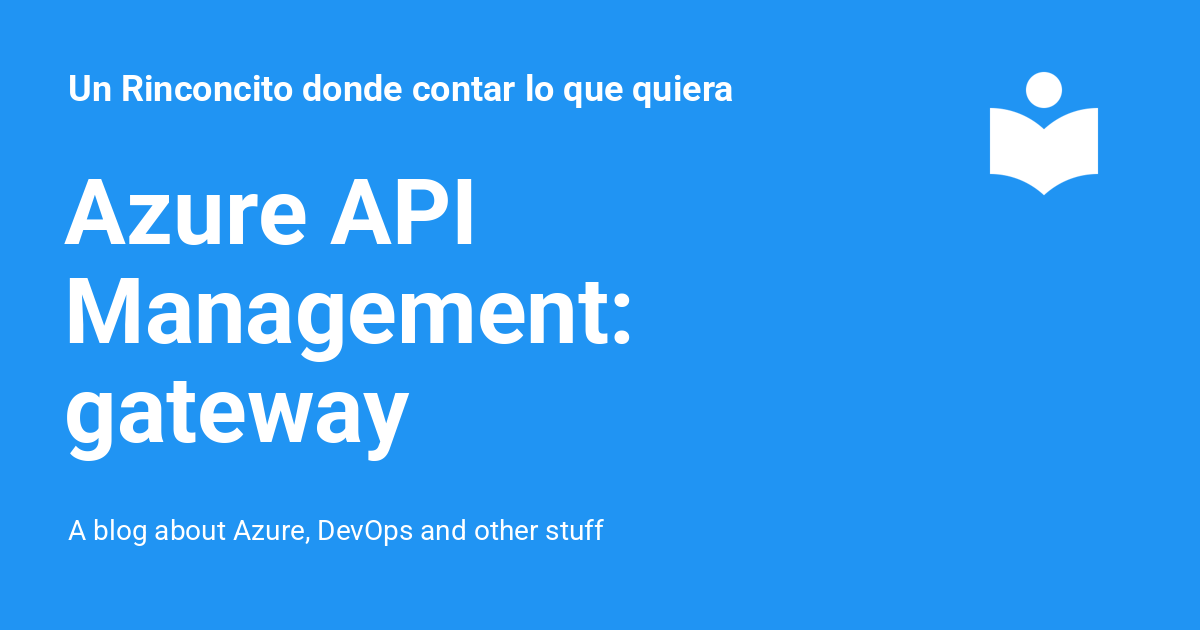 Un Rinconcito donde contar lo que quiera
Azure API
Management:
gateway
A blog about Azure, DevOps and other stuff